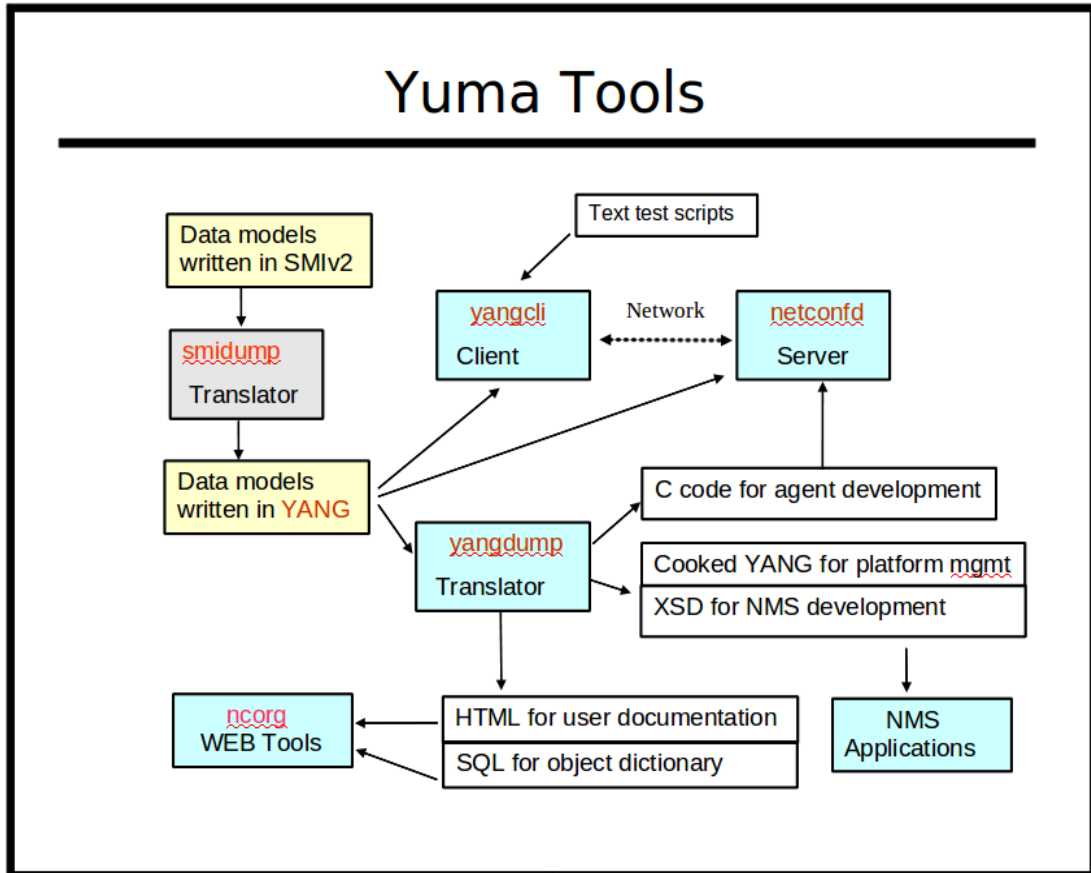 Yuma Tools
Text test scripts
Data models
written in SMIv2
yangcli
Client
Network
netconfd
Server
smidump
Translator
Data models
written in YANG
C code for agent development
yangdump
Translator
Cooked YANG for platform mgmt
XSD for NMS development
ncorg
WEB Tools
HTML for user documentation
SQL for object dictionary
NMS
Applications